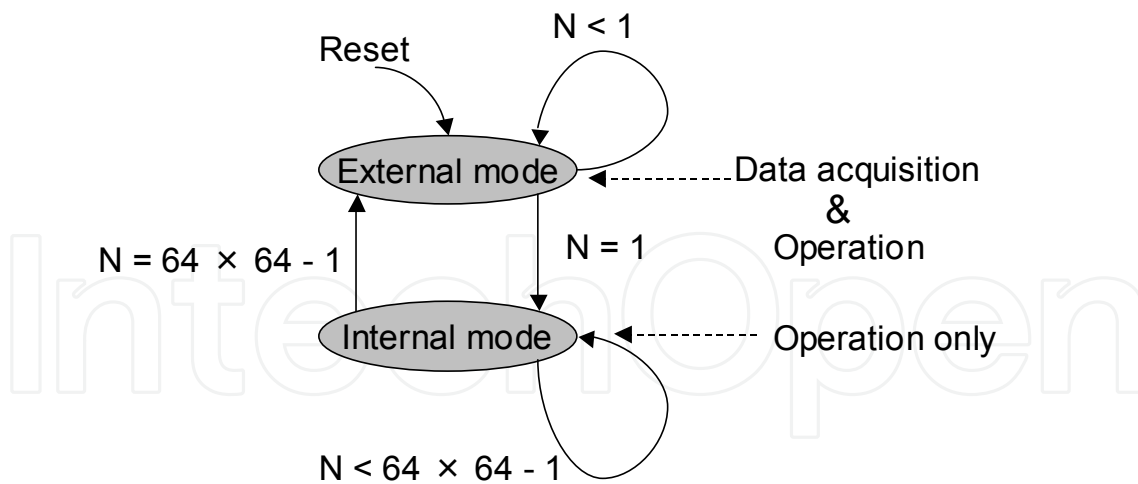 N < 1
Reset
External mode
Data acquisition
&
Operation
N = 1
N = 64 × 64 - 1
Internal mode
Operation only
N < 64 × 64 - 1
IntechOpen